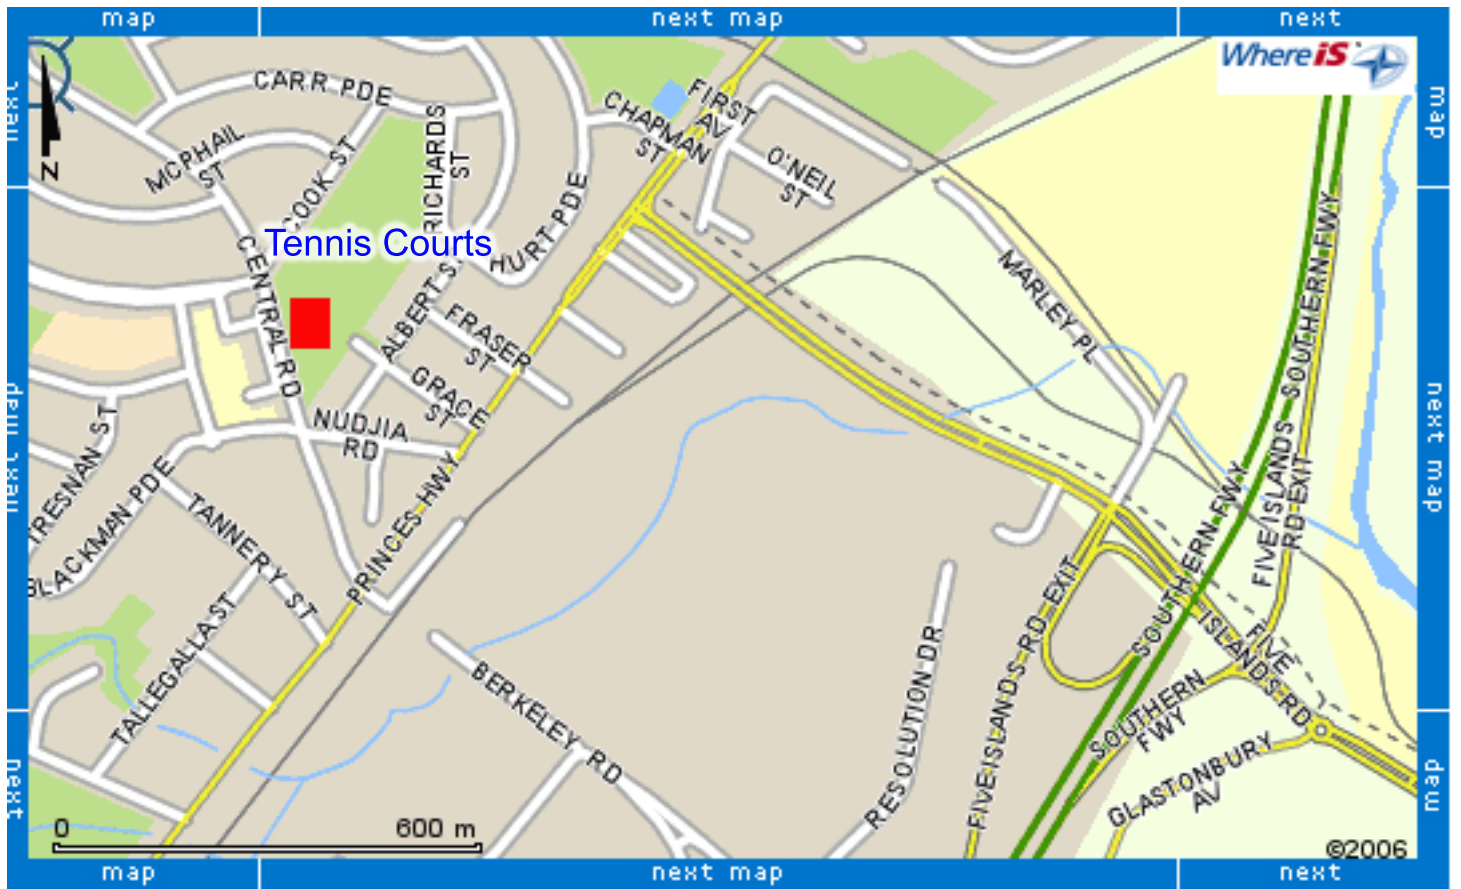 map
next map
next
WhereiS
next
map
N
CARR PDE
MCPHAIL
ST
COOK ST
RICHARDS
ST
CHAPMAN
ST
FIRST
AV
O'NEIL
ST
HURT PDE
Tennis Courts
CENTRAL RD
ALBERT S
FRASER
ST
GRACE
ST
NUDJIA
RD
MARLEY PL
SOUTHERN FWY
FIVE ISLANDS
RD EXIT
next map
next map
TRESNAN ST
BLACKMAN PDE
TANNERY ST
PRINCES HWY
TALLEGALLA ST
BERKELEY RD
RESOLUTION DR
FIVE ISLANDS RD EXIT
SOUTHERN FWY
FIVE
ISLANDS RD
SOUTHERN
FWY
GLASTONBURY
AV
next
map
0
600 m
©2006
map
next map
next